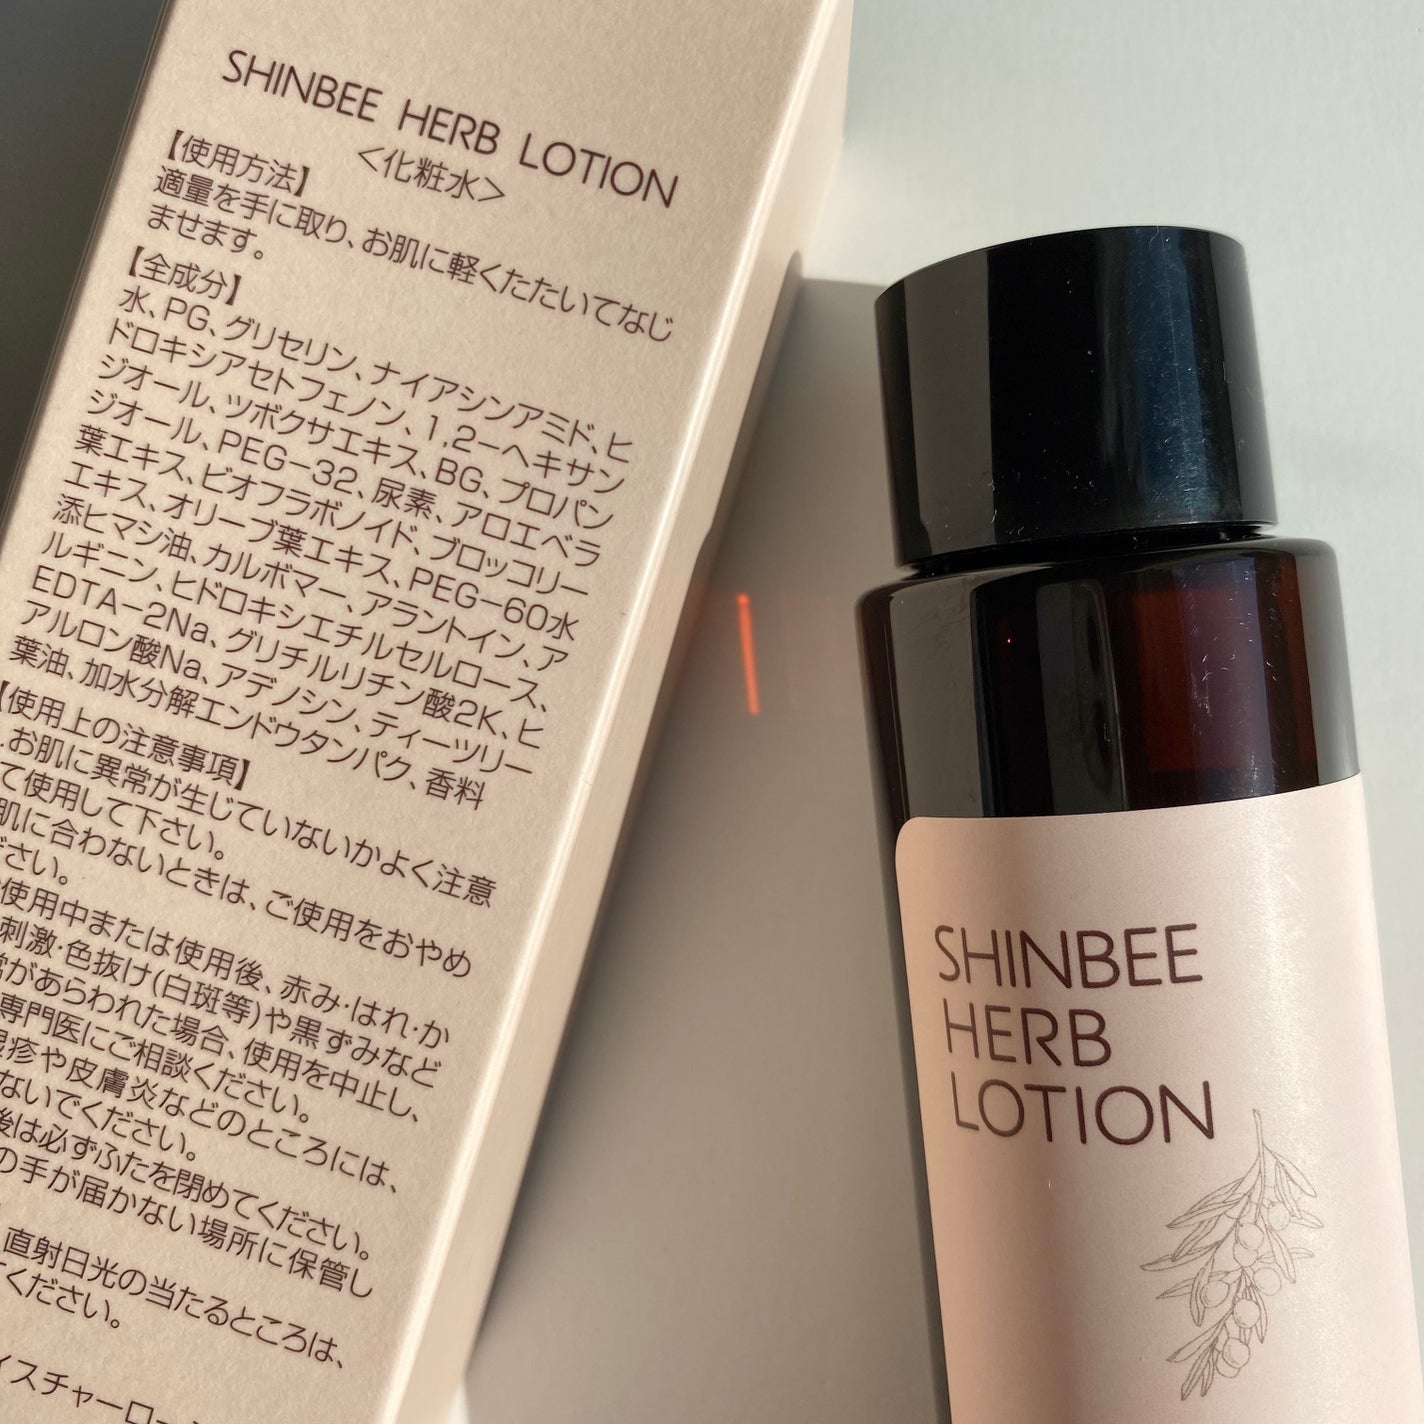 SHINBEE HERB LOTION
<化粧水>
【使用方法】
適量を手に取り、お肌に軽くたたいてなじ
ませます。
【全成分】
水、PG、グリセリン、ナイアシンアミド、ヒ
ドロキシアセトフェノン、1,2－ヘキサン
ジオール、ツボクサエキス、BG、プロパン
ジオール、PEG－32、尿素、アロエベラ
葉エキス、ビオフラボノイド、ブロッコリー
エキス、オリーブ葉エキス、PEG－60水
添ヒマシ油、カルボマー、アラントイン、ア
ルギニン、ヒドロキシエチルセルロース、
EDTA－2Na、グリチルリチン酸2K、ヒ
アルロン酸Na、アデノシン、ティーツリー
葉油、加水分解エンドウタンパク、香料
【使用上の注意事項】
.お肌に異常が生じていないかよく注意
て使用して下さい。
肌に合わないときは、ご使用をおやめ
ださい。
使用中または使用後、赤み・はれ・か
刺激・色抜け(白斑等)や黒ずみなど
常があらわれた場合、使用を中止し、
専門医にご相談ください。
湿疹や皮膚炎などのところには、
ないでください。
後は必ずふたを閉めてください。
の手が届かない場所に保管し
直射日光の当たるところは、
てください。
イスチャーロー
SHINBEE
HERB
LOTION